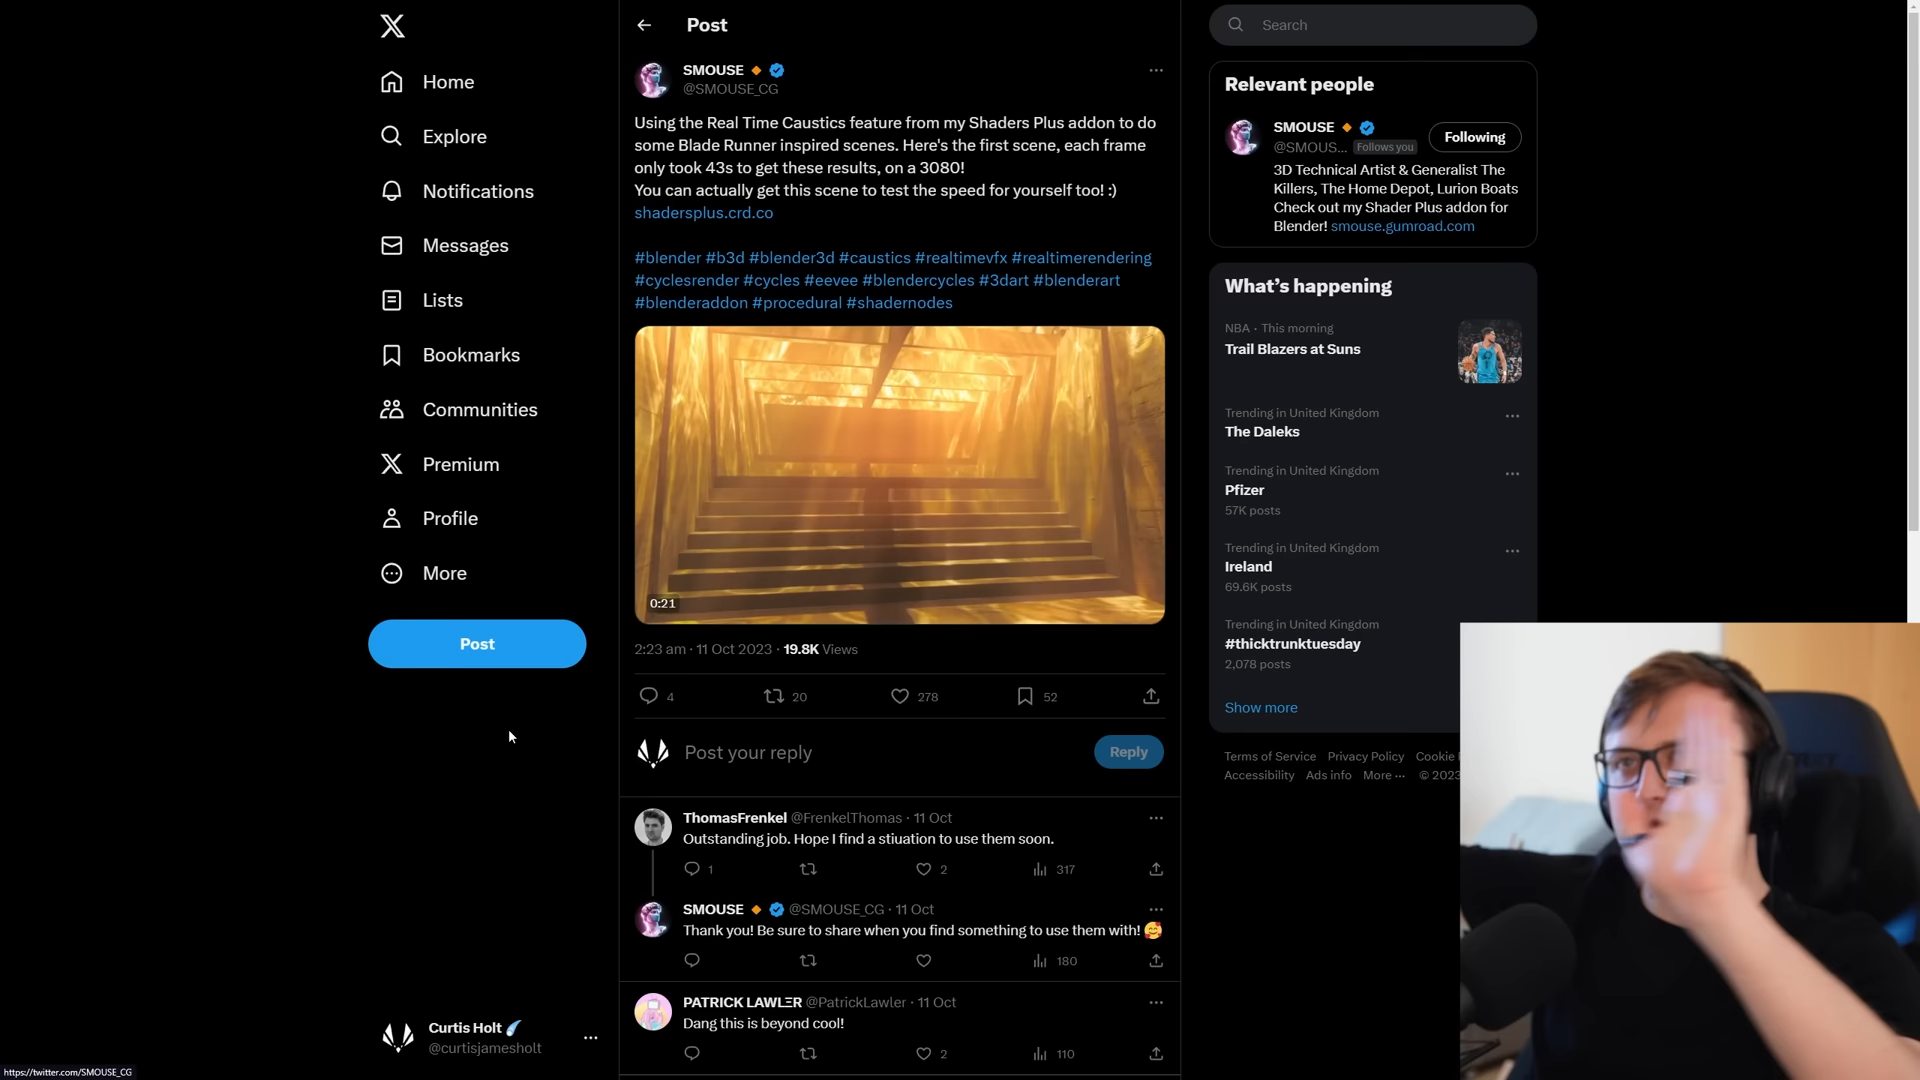 Home
Explore
Notifications
Messages
Lists
Bookmarks
Communities
Premium
Profile
More
Post
Curtis Holt
@curtisjamesholt
https://twitter.com/SMOUSE_CG
Post
SMOUSE
@SMOUSE_CG
Using the Real Time Caustics feature from my Shaders Plus addon to do
some Blade Runner inspired scenes. Here's the first scene, each frame
only took 43s to get these results, on a 3080!
You can actually get this scene to test the speed for yourself too! :)
shadersplus.crd.co
#blender #b3d #blender3d #caustics #realtimevfx #realtimerendering
#cyclesrender #cycles #eevee #blendercycles #3dart #blenderart
#blenderaddon #procedural #shadernodes
0:21
2:23 am · 11 Oct 2023 · 19.8K Views
4 20 278 52
Post your reply
Reply
ThomasFrenkel @FrenkelThomas · 11 Oct
Outstanding job. Hope I find a stiuation to use them soon.
1 2 317
SMOUSE @SMOUSE_CG · 11 Oct
Thank you! Be sure to share when you find something to use them with! 🥰
180
PATRICK LAWLΞR @PatrickLawler · 11 Oct
Dang this is beyond cool!
2 110
Search
Relevant people
SMOUSE
@SMOUS... Follows you
Following
3D Technical Artist & Generalist The
Killers, The Home Depot, Lurion Boats
Check out my Shader Plus addon for
Blender! smouse.gumroad.com
What's happening
NBA · This morning
Trail Blazers at Suns
Trending in United Kingdom
The Daleks
Trending in United Kingdom
Pfizer
57K posts
Trending in United Kingdom
Ireland
69.6K posts
Trending in United Kingdom
#thicktrunktuesday
2,078 posts
Show more
Terms of Service Privacy Policy Cookie
Accessibility Ads info More ··· © 2023